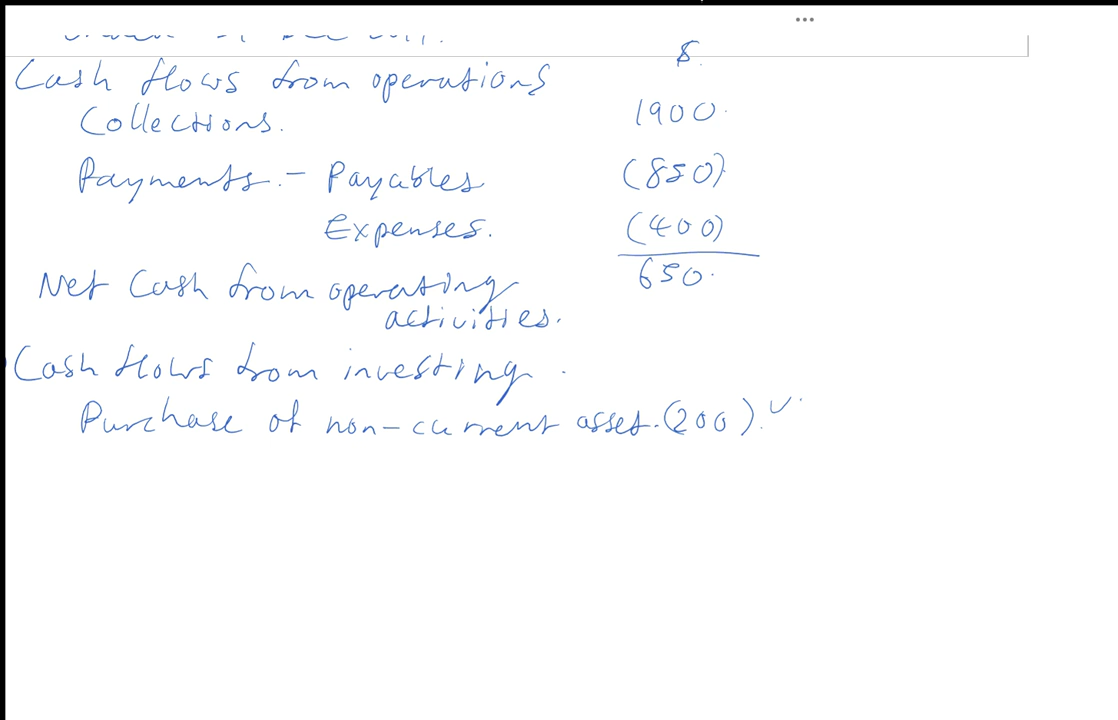 $.
Cash flows from operations
Collections. 1900.
Payments.- Payables (850)
Expenses. (400)
Net Cash from operating 650.
activities.
Cash flows from investing.
Purchase of non-current asset. (200).